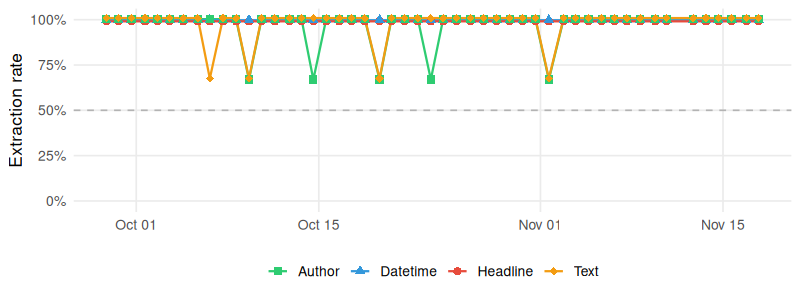 Extraction rate
100%
75%
50%
25%
0%
Oct 01 Oct 15 Nov 01 Nov 15
Author Datetime Headline Text